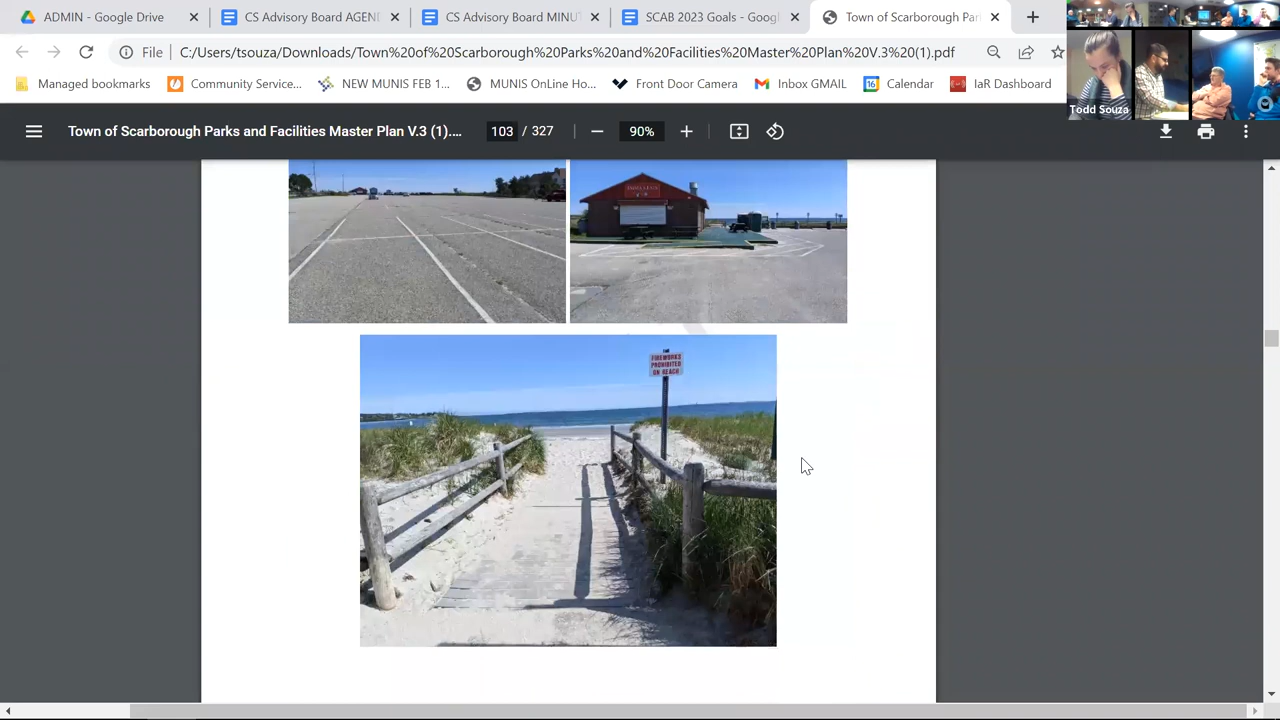 ADMIN - Google Drive
CS Advisory Board AGEN
CS Advisory Board
SCAB 2023 Goals - Goog
Town of Scarborough Par
File C:/Users/tsouza/Downloads/Town%20of%20Scarborough%20Parks%20and%20Facilities%20Master%20Plan%20V.3%20(1).pdf
Managed bookmarks
Community Service...
NEW MUNIS FEB 1...
MUNIS OnLine-Ho...
Front Door Camera
Inbox GMAIL
16
Calendar
IaR Dashboard
Todd Souza
Town of Scarborough Parks and Facilities Master Plan V.3 (1)....
103 / 327
90%
FIREWORKS
PROHIBITED
ON BEACH